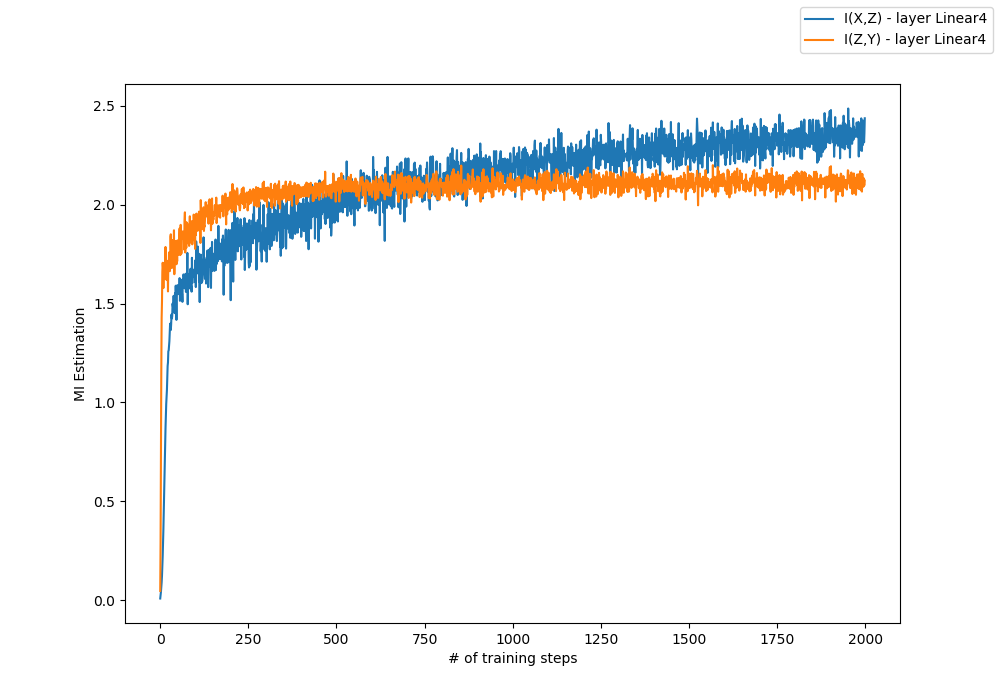 I(X,Z) - layer Linear4
I(Z,Y) - layer Linear4
2.5
2.0
1.5
1.0
0.5
0.0
MI Estimation
0 250 500 750 1000 1250 1500 1750 2000
# of training steps